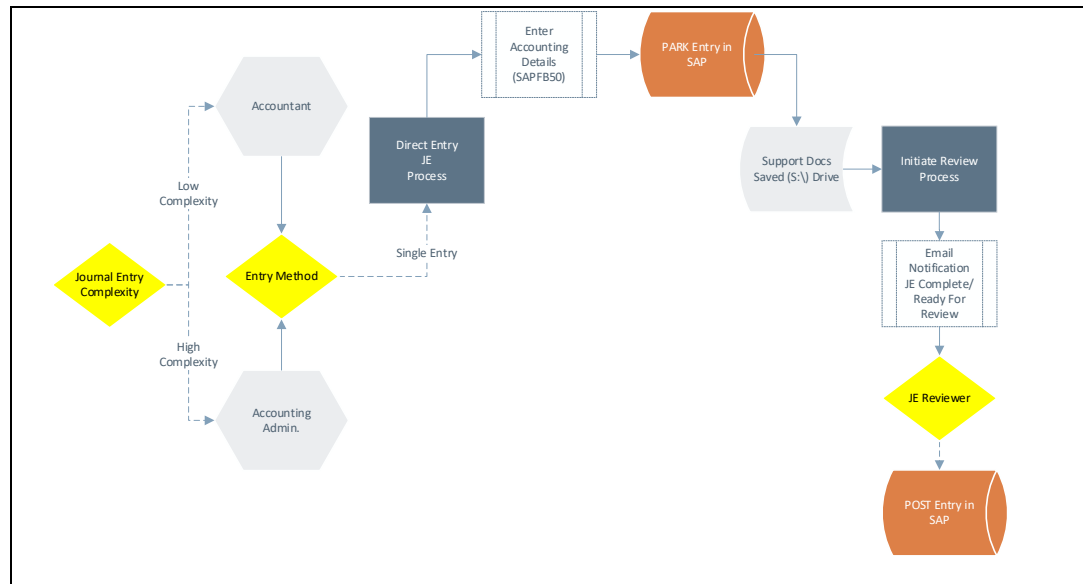 Enter
Accounting
Details
(SAPFB50)
PARK Entry in
SAP
Accountant
Direct Entry
JE
Process
Support Docs
Saved (S:\) Drive
Initiate Review
Process
Low
Complexity
Single Entry
Journal Entry
Complexity
Entry Method
Email
Notification
JE Complete/
Ready For
Review
High
Complexity
JE Reviewer
Accounting
Admin.
POST Entry in
SAP